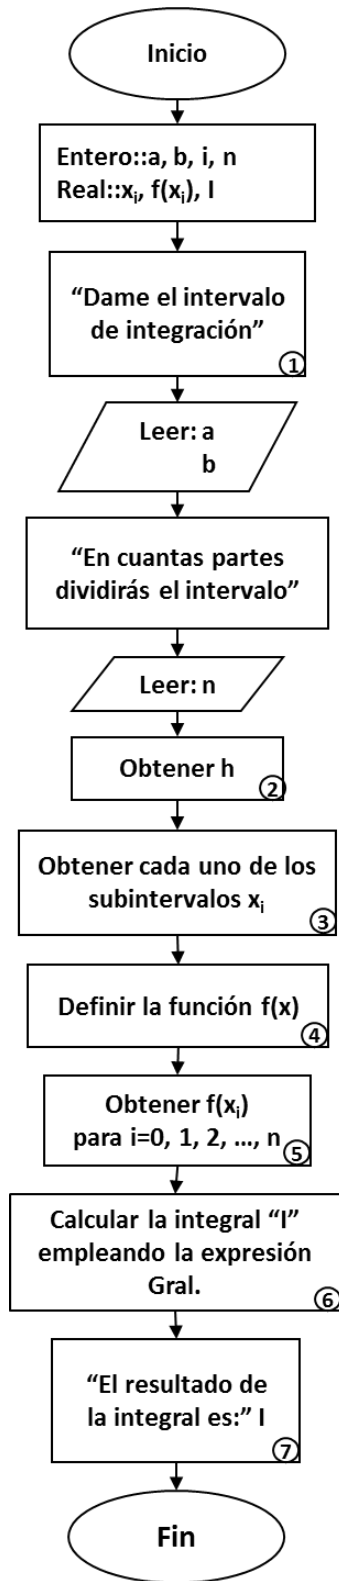 Inicio
Entero::a, b, i, n
Real::xᵢ, f(xᵢ), I
“Dame el intervalo
de integración”
①
Leer: a
b
“En cuantas partes
dividirás el intervalo”
Leer: n
Obtener h
②
Obtener cada uno de los
subintervalos xᵢ
③
Definir la función f(x)
④
Obtener f(xᵢ)
para i=0, 1, 2, ..., n
⑤
Calcular la integral “I”
empleando la expresión
Gral.
⑥
“El resultado de
la integral es:” I
⑦
Fin